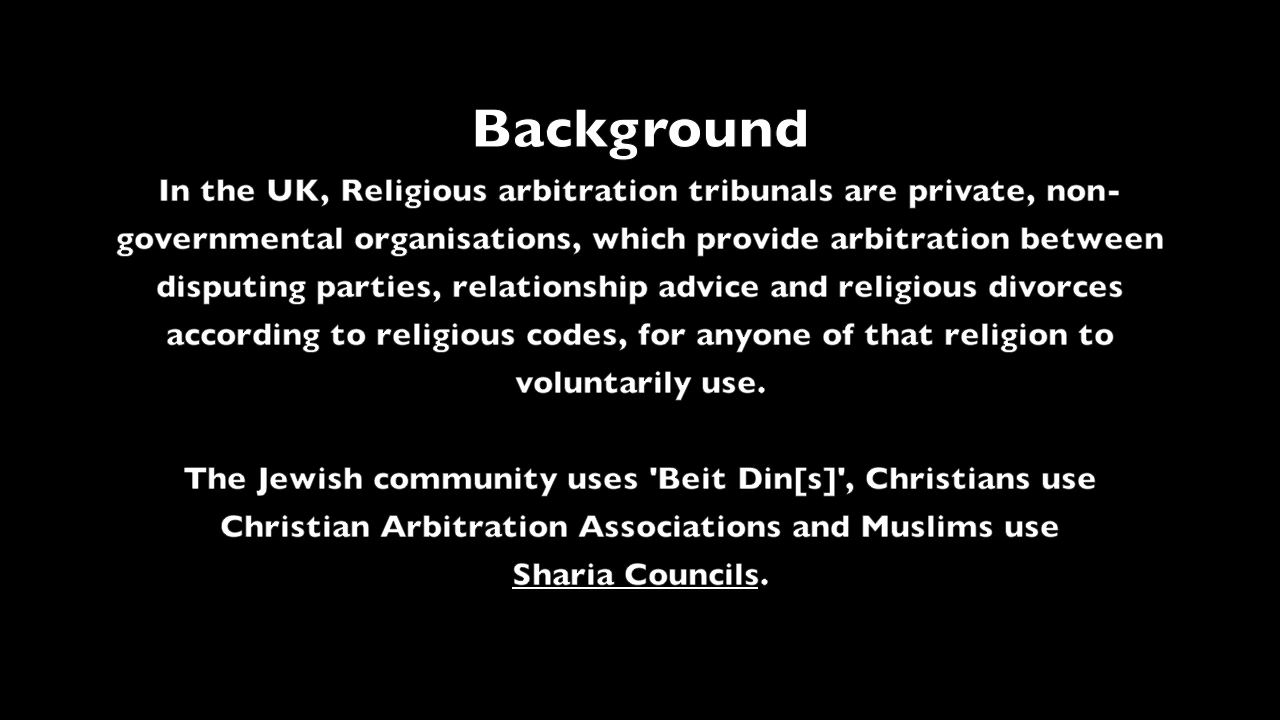 Background
In the UK, Religious arbitration tribunals are private, non-
governmental organisations, which provide arbitration between
disputing parties, relationship advice and religious divorces
according to religious codes, for anyone of that religion to
voluntarily use.
The Jewish community uses 'Beit Din[s]', Christians use
Christian Arbitration Associations and Muslims use
Sharia Councils.